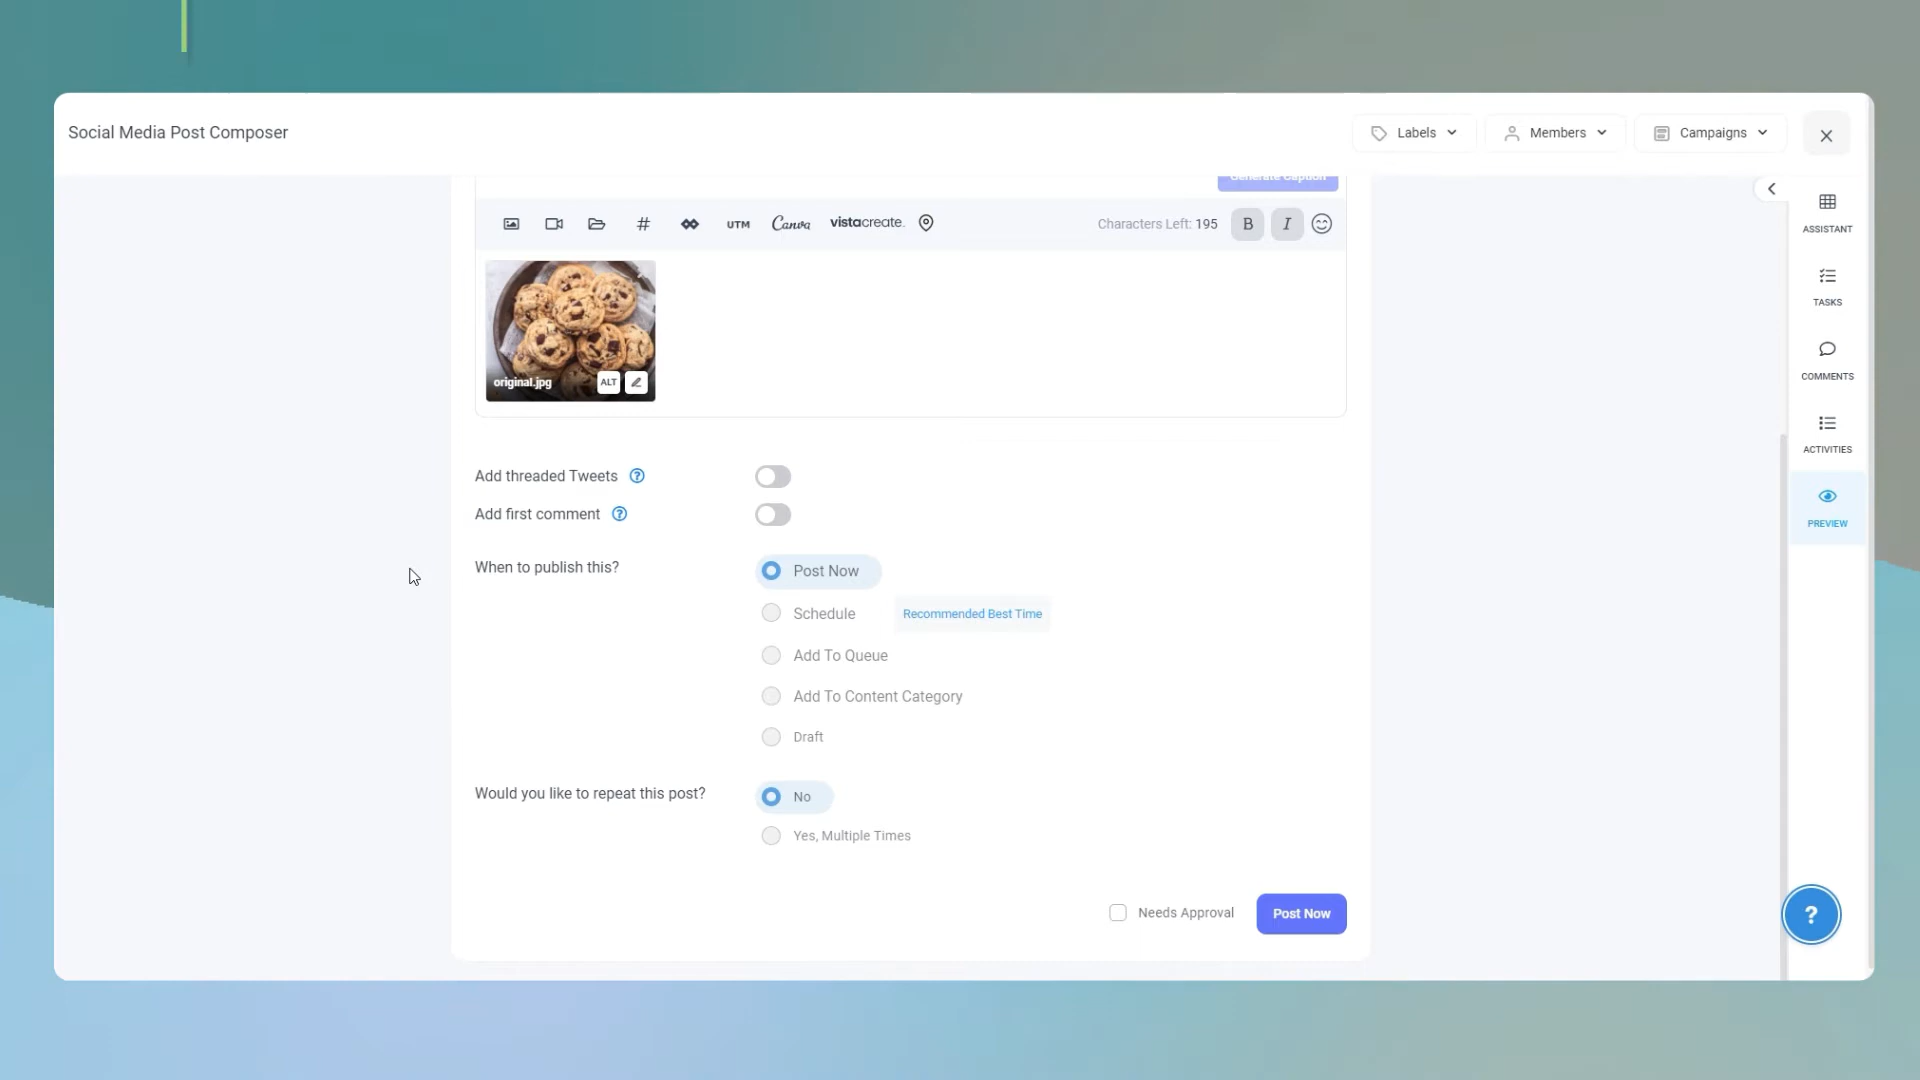 Social Media Post Composer
Labels
Members
Campaigns
Generate Caption
#
UTM
Canva
vistacreate.
Characters Left: 195
B
I
original.jpg
ALT
Add threaded Tweets ?
Add first comment ?
When to publish this?
Post Now
Schedule
Recommended Best Time
Add To Queue
Add To Content Category
Draft
Would you like to repeat this post?
No
Yes, Multiple Times
Needs Approval
Post Now
ASSISTANT
TASKS
COMMENTS
ACTIVITIES
PREVIEW
?